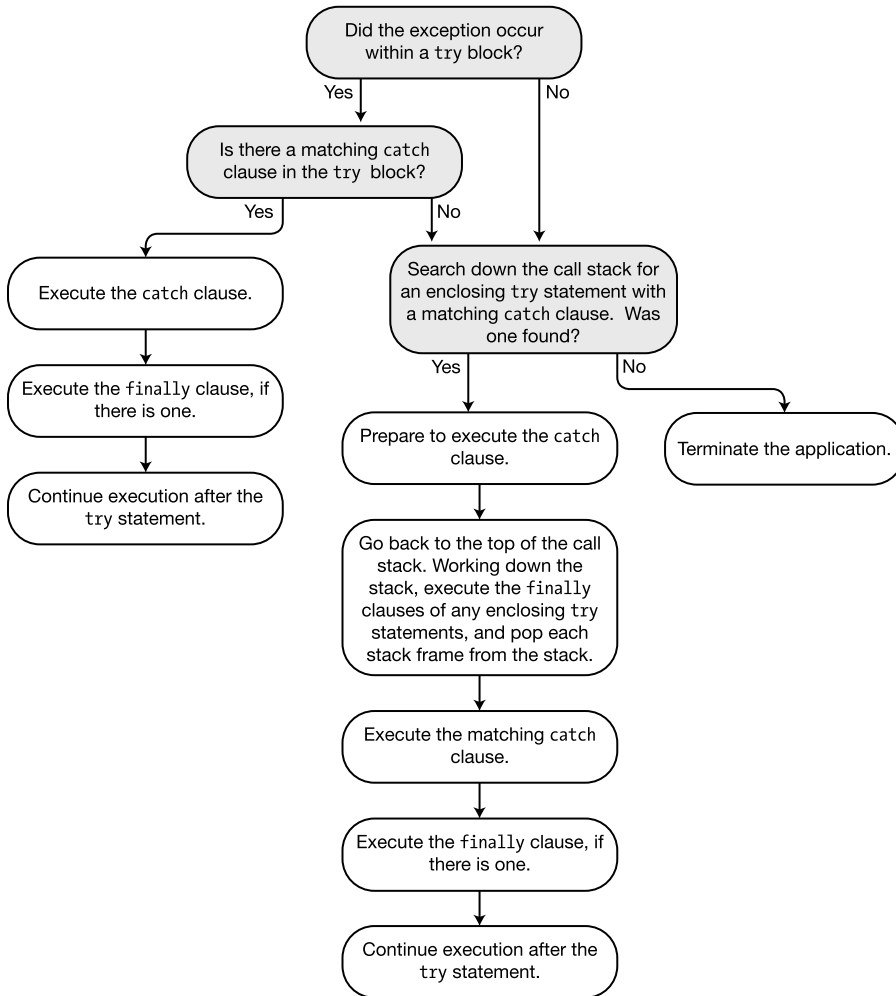 Did the exception occur
within a try block?
Yes
No
Is there a matching catch
clause in the try block?
Yes
No
Execute the catch clause.
Search down the call stack for
an enclosing try statement with
a matching catch clause. Was
one found?
Execute the finally clause, if
there is one.
Yes
No
Prepare to execute the catch
clause.
Terminate the application.
Continue execution after the
try statement.
Go back to the top of the call
stack. Working down the
stack, execute the finally
clauses of any enclosing try
statements, and pop each
stack frame from the stack.
Execute the matching catch
clause.
Execute the finally clause, if
there is one.
Continue execution after the
try statement.